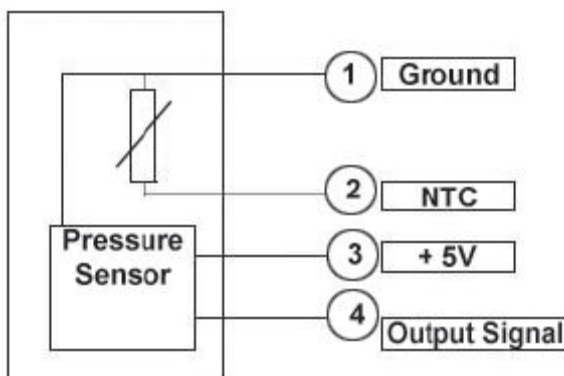 1 Ground
2 NTC
Pressure
Sensor
3 + 5V
4 Output Signal